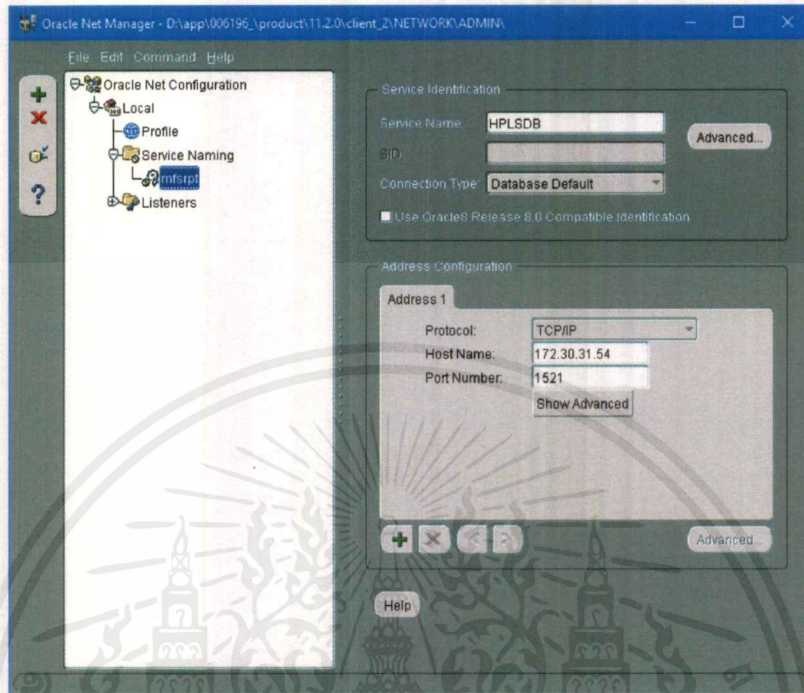 Oracle Net Manager - D:\app\006196_\product\11.2.0\client_2\NETWORK\ADMIN\
File Edit Command Help
Oracle Net Configuration
Local
Profile
Service Naming
mfsrpt
Listeners
Service Identification
Service Name: HPLSDB
SID:
Connection Type: Database Default
Advanced...
Use Oracle8 Release 8.0 Compatible Identification
Address Configuration
Address 1
Protocol: TCP/IP
Host Name: 172.30.31.54
Port Number: 1521
Show Advanced
Advanced...
Help